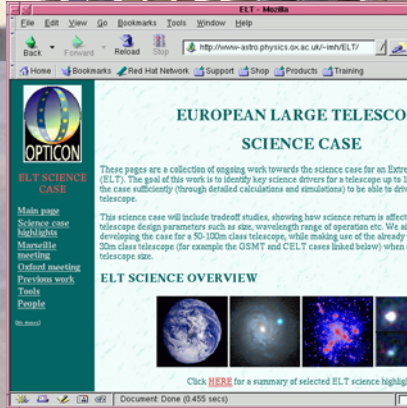 ELT - Mozilla
File Edit View Go Bookmarks Tools Window Help
Back Forward Reload Stop http://www-astro.physics.ox.ac.uk/~imh/ELT/
Home Bookmarks Red Hat Network Support Shop Products Training
OPTICON
ELT SCIENCE
CASE
Main page
Science case
highlights
Marseille
meeting
Oxford meeting
Previous work
Tools
People
EUROPEAN LARGE TELESCO
SCIENCE CASE
These pages are a collection of ongoing work towards the science case for an Extre
(ELT). The goal of this work is to identify key science drivers for a telescope up to 1
the case sufficiently (through detailed calculations and simulations) to be able to driv
telescope.
This science case will include tradeoff studies, showing how science return is affect
telescope design parameters such as size, wavelength range of operation etc. We ai
developing the case for a 50-100m class telescope, while making use of the already
30m class telescope (for example the GSMT and CELT cases linked below) when
telescope size.
ELT SCIENCE OVERVIEW
Click HERE for a summary of selected ELT science highlig
Document: Done (0.455 secs)